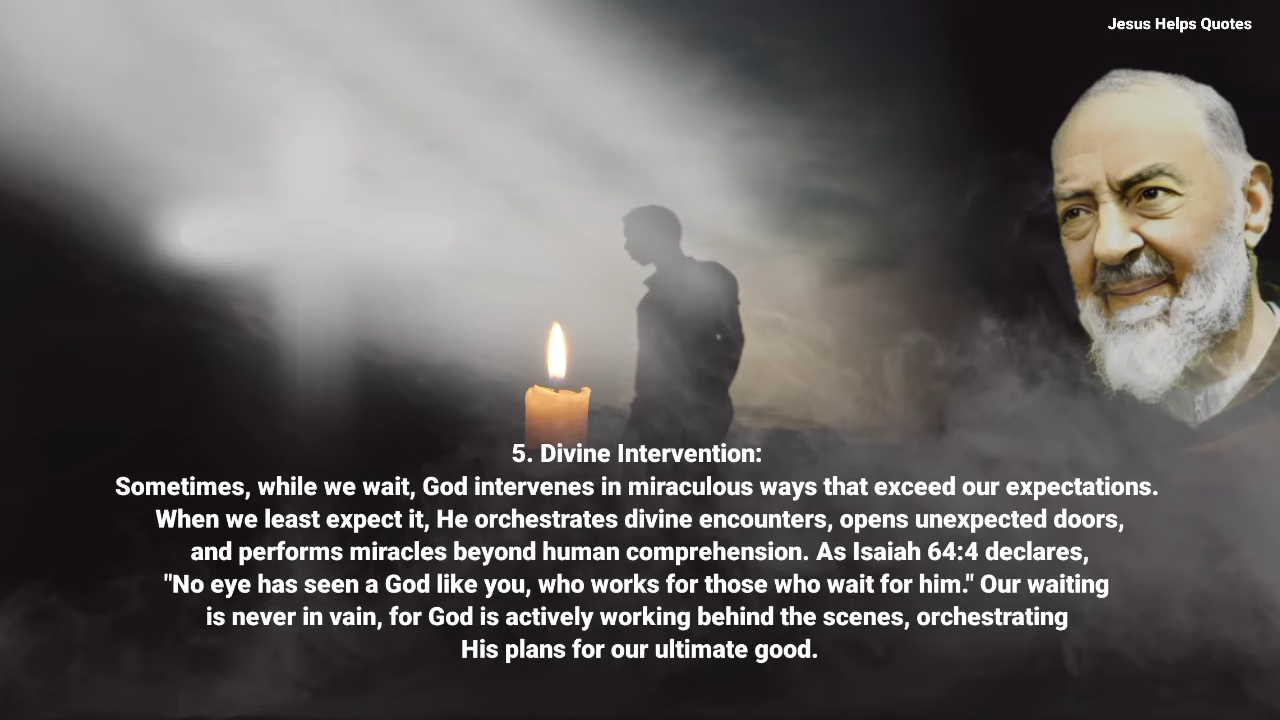 Jesus Helps Quotes
5. Divine Intervention:
Sometimes, while we wait, God intervenes in miraculous ways that exceed our expectations.
When we least expect it, He orchestrates divine encounters, opens unexpected doors,
and performs miracles beyond human comprehension. As Isaiah 64:4 declares,
"No eye has seen a God like you, who works for those who wait for him." Our waiting
is never in vain, for God is actively working behind the scenes, orchestrating
His plans for our ultimate good.